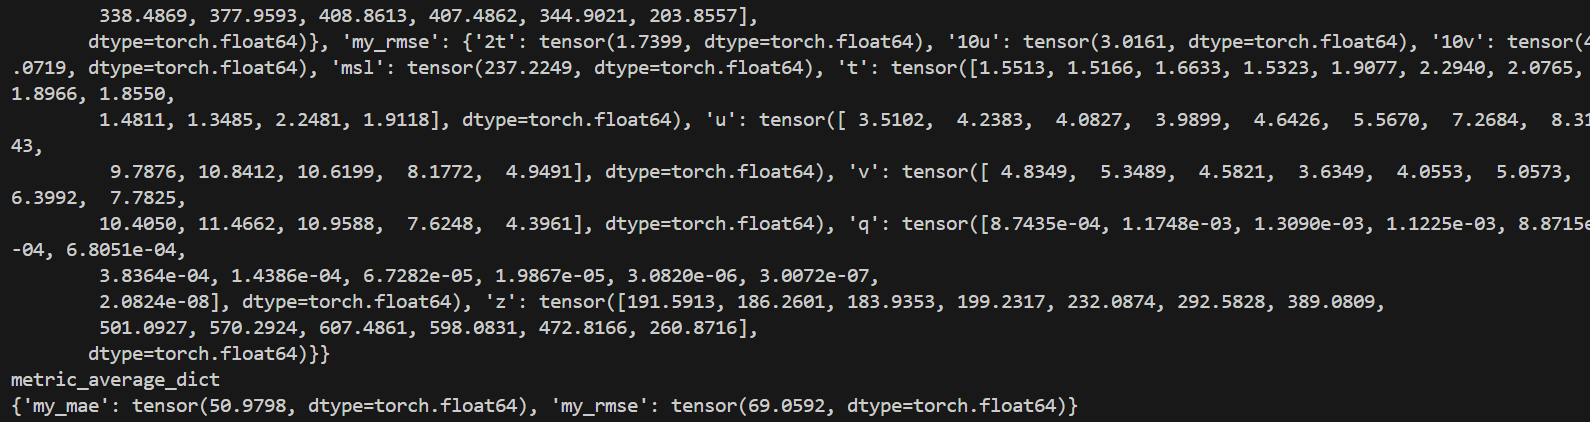 338.4869, 377.9593, 408.8613, 407.4862, 344.9021, 203.8557],
dtype=torch.float64)}, 'my_rmse': {'2t': tensor(1.7399, dtype=torch.float64), '10u': tensor(3.0161, dtype=torch.float64), '10v': tensor(4
.0719, dtype=torch.float64), 'msl': tensor(237.2249, dtype=torch.float64), 't': tensor([1.5513, 1.5166, 1.6633, 1.5323, 1.9077, 2.2940, 2.0765,
1.8966, 1.8550,
1.4811, 1.3485, 2.2481, 1.9118], dtype=torch.float64), 'u': tensor([ 3.5102,  4.2383,  4.0827,  3.9899,  4.6426,  5.5670,  7.2684,  8.31
43,
9.7876, 10.8412, 10.6199,  8.1772,  4.9491], dtype=torch.float64), 'v': tensor([ 4.8349,  5.3489,  4.5821,  3.6349,  4.0553,  5.0573,
6.3992,  7.7825,
10.4050, 11.4662, 10.9588,  7.6248,  4.3961], dtype=torch.float64), 'q': tensor([8.7435e-04, 1.1748e-03, 1.3090e-03, 1.1225e-03, 8.8715e
-04, 6.8051e-04,
3.8364e-04, 1.4386e-04, 6.7282e-05, 1.9867e-05, 3.0820e-06, 3.0072e-07,
2.0824e-08], dtype=torch.float64), 'z': tensor([191.5913, 186.2601, 183.9353, 199.2317, 232.0874, 292.5828, 389.0809,
501.0927, 570.2924, 607.4861, 598.0831, 472.8166, 260.8716],
dtype=torch.float64)}}
metric_average_dict
{'my_mae': tensor(50.9798, dtype=torch.float64), 'my_rmse': tensor(69.0592, dtype=torch.float64)}